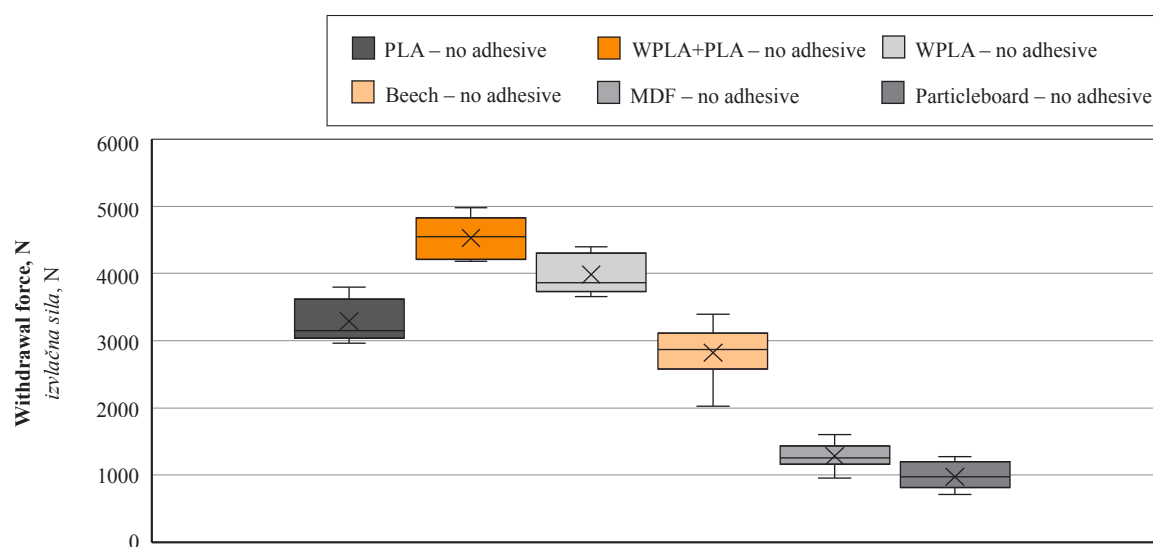 PLA – no adhesive
WPLA+PLA – no adhesive
WPLA – no adhesive
Beech – no adhesive
MDF – no adhesive
Particleboard – no adhesive
Withdrawal force, N
izvlačna sila, N
6000
5000
4000
3000
2000
1000
0